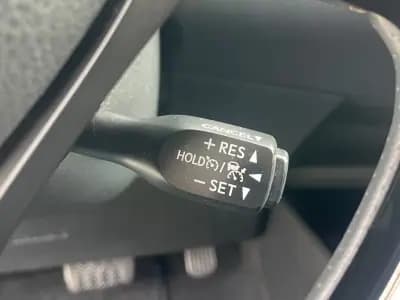 CANCEL▼
+ RES ▲
HOLD / ◀
− SET ▼